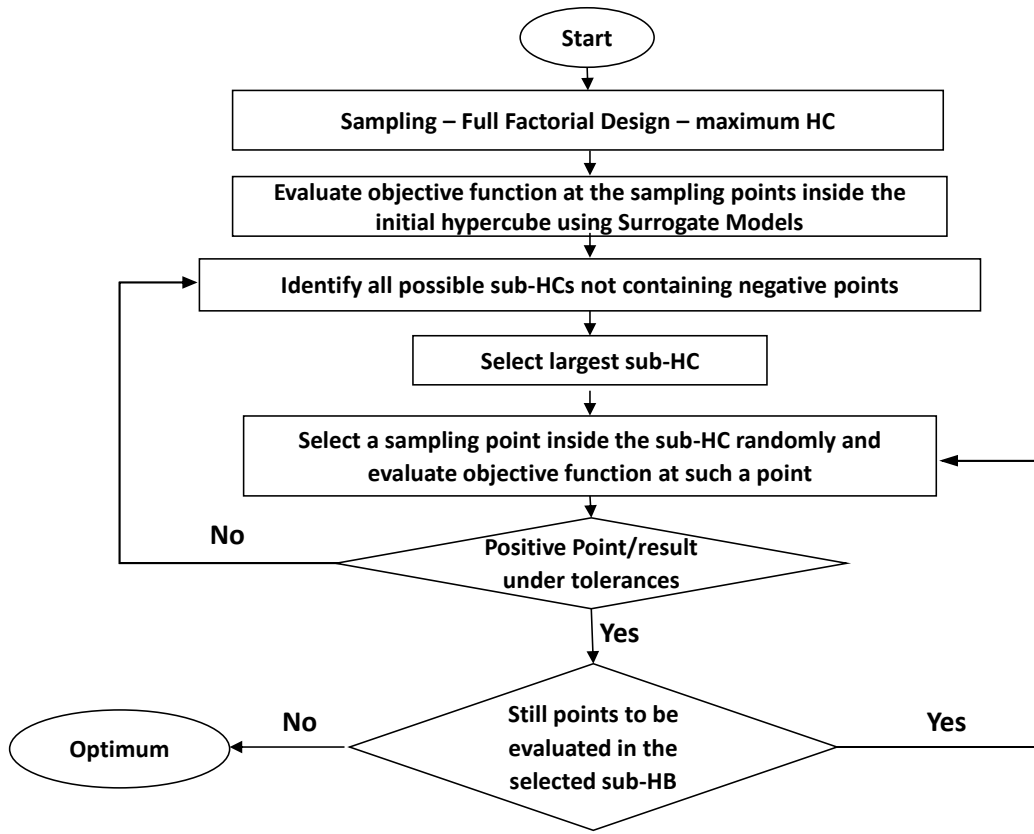 Start
Sampling – Full Factorial Design – maximum HC
Evaluate objective function at the sampling points inside the
initial hypercube using Surrogate Models
Identify all possible sub-HCs not containing negative points
Select largest sub-HC
Select a sampling point inside the sub-HC randomly and
evaluate objective function at such a point
No
Positive Point/result
under tolerances
Yes
No
Still points to be
evaluated in the
selected sub-HB
Yes
Optimum